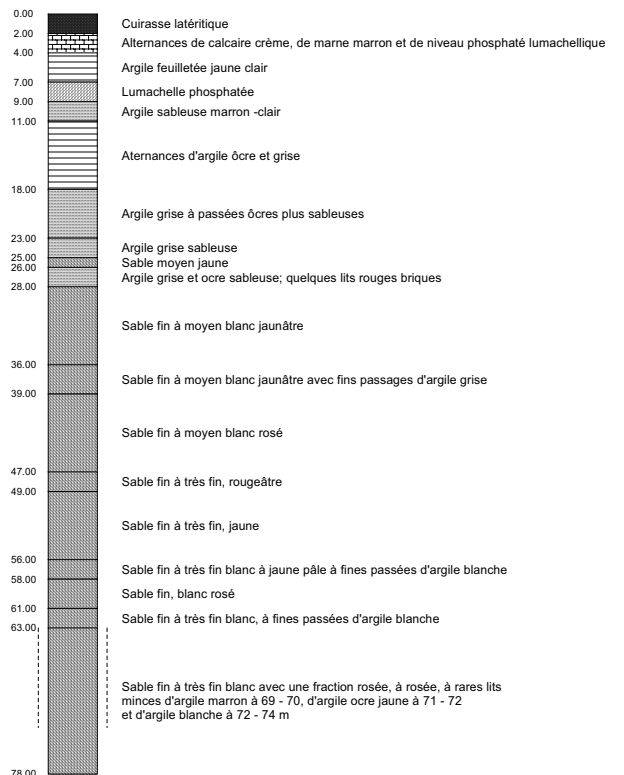 0.00
Cuirasse latéritique
2.00
Alternances de calcaire crème, de marne marron et de niveau phosphaté lumachellique
4.00
Argile feuilletée jaune clair
7.00
Lumachelle phosphatée
9.00
Argile sableuse marron -clair
11.00
Aternances d'argile ôcre et grise
18.00
Argile grise à passées ôcres plus sableuses
23.00
Argile grise sableuse
25.00
Sable moyen jaune
26.00
Argile grise et ocre sableuse; quelques lits rouges briques
28.00
Sable fin à moyen blanc jaunâtre
36.00
Sable fin à moyen blanc jaunâtre avec fins passages d'argile grise
39.00
Sable fin à moyen blanc rosé
47.00
Sable fin à très fin, rougeâtre
49.00
Sable fin à très fin, jaune
56.00
Sable fin à très fin blanc à jaune pâle à fines passées d'argile blanche
58.00
Sable fin, blanc rosé
61.00
Sable fin à très fin blanc, à fines passées d'argile blanche
63.00
Sable fin à très fin blanc avec une fraction rosée, à rosée, à rares lits
minces d'argile marron à 69 - 70, d'argile ocre jaune à 71 - 72
et d'argile blanche à 72 - 74 m
78.00